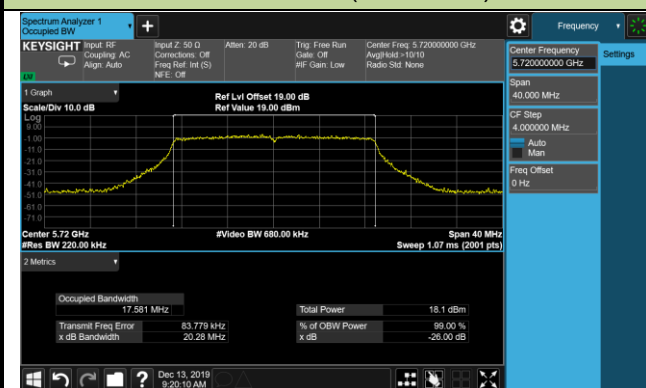 Spectrum Analyzer 1
Occupied BW
Frequency
KEYSIGHT
Input: RF
Coupling: AC
Align: Auto
Input Z: 50 Ω
Corrections: Off
Freq Ref: Int (S)
NFE: Off
Atten: 20 dB
Trig: Free Run
Gate: Off
#IF Gain: Low
Center Freq: 5.720000000 GHz
Avg|Hold:>10/10
Radio Std: None
Center Frequency
5.720000000 GHz
Settings
Span
40.000 MHz
CF Step
4.000000 MHz
Auto
Man
Freq Offset
0 Hz
1 Graph
Scale/Div 10.0 dB
Ref Lvl Offset 19.00 dB
Ref Value 19.00 dBm
Log
9.00
-1.00
-11.0
-21.0
-31.0
-41.0
-51.0
-61.0
-71.0
Center 5.72 GHz
#Video BW 680.00 kHz
Span 40 MHz
#Res BW 220.00 kHz
Sweep 1.07 ms (2001 pts)
2 Metrics
Occupied Bandwidth
17.581 MHz
Total Power 18.1 dBm
Transmit Freq Error 83.779 kHz
% of OBW Power 99.00 %
x dB Bandwidth 20.28 MHz
x dB -26.00 dB
Dec 13, 2019
9:20:10 AM